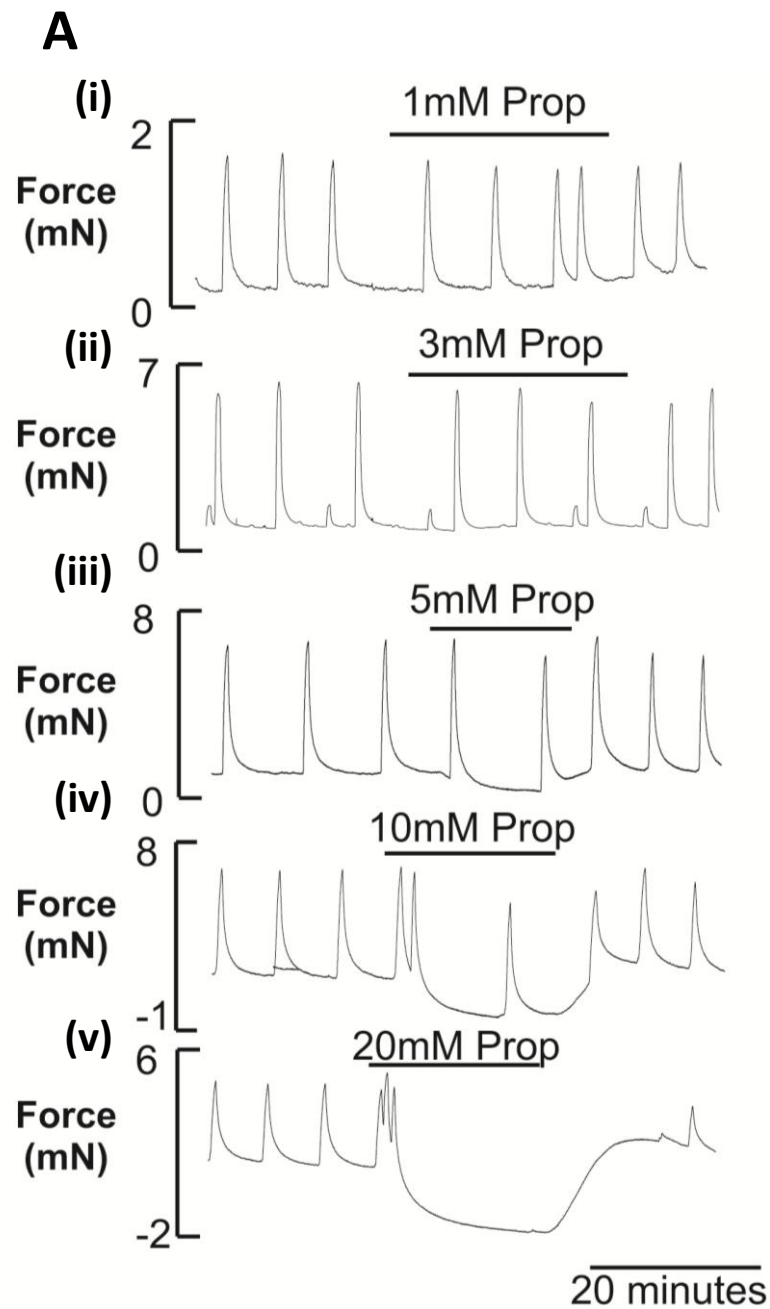 A
(i)
1mM Prop
2
Force
(mN)
0
(ii)
3mM Prop
7
Force
(mN)
0
(iii)
5mM Prop
8
Force
(mN)
0
(iv)
10mM Prop
8
Force
(mN)
-1
(v)
20mM Prop
6
Force
(mN)
-2
20 minutes